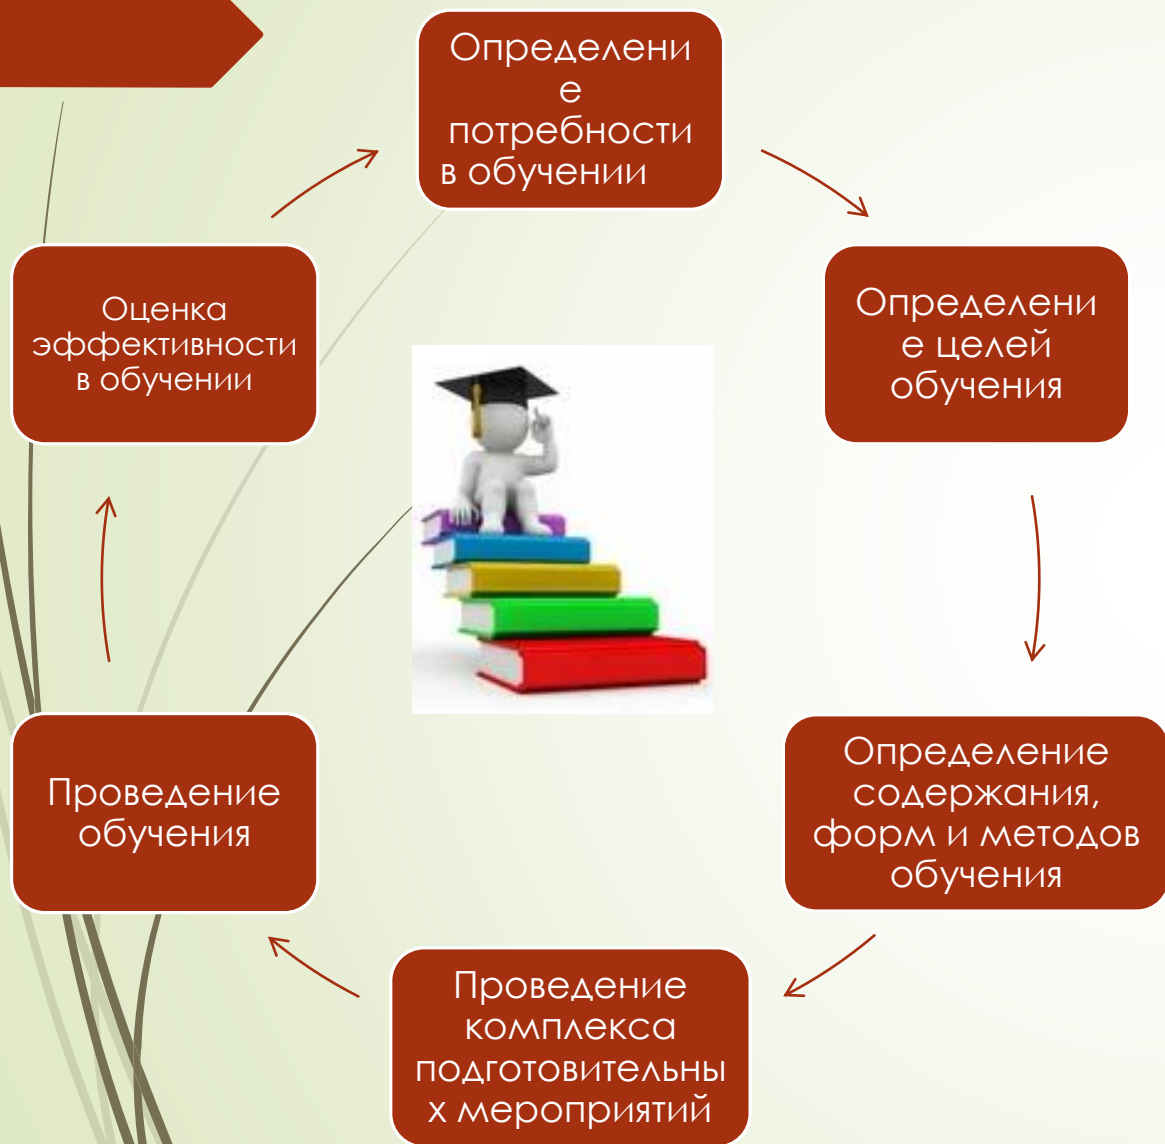 Определени
е
потребности
в обучении
Определени
е целей
обучения
Определение
содержания,
форм и методов
обучения
Проведение
комплекса
подготовительны
х мероприятий
Проведение
обучения
Оценка
эффективности
в обучении